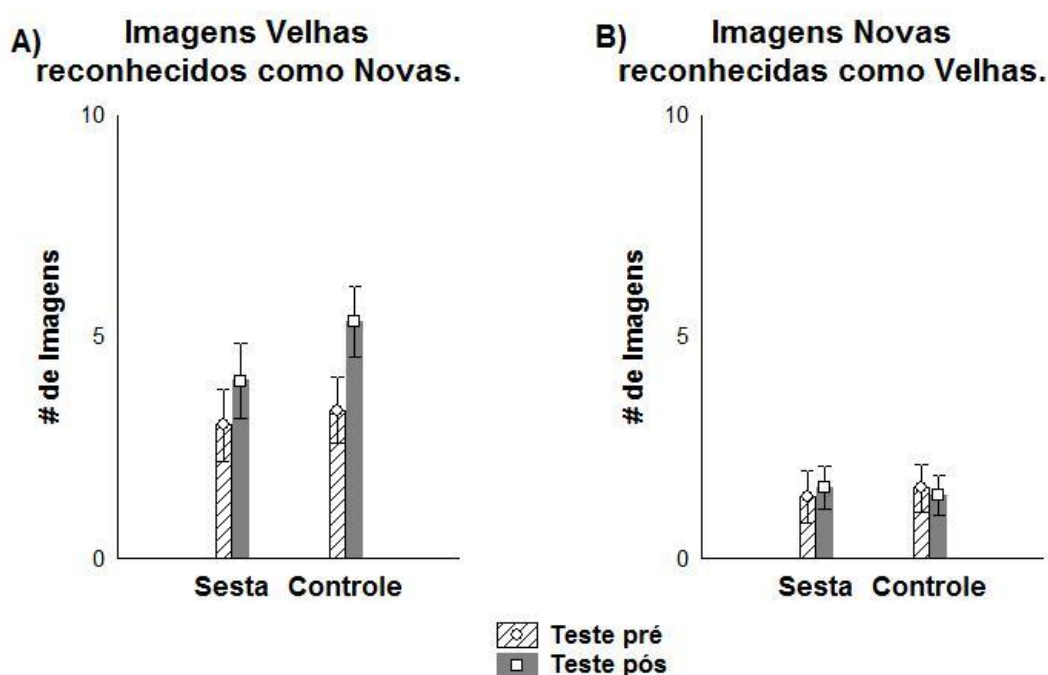 A)
Imagens Velhas
reconhecidos como Novas.
10
5
0
# de Imagens
Sesta Controle
B)
Imagens Novas
reconhecidas como Velhas.
10
5
0
# de Imagens
Sesta Controle
Teste pré
Teste pós